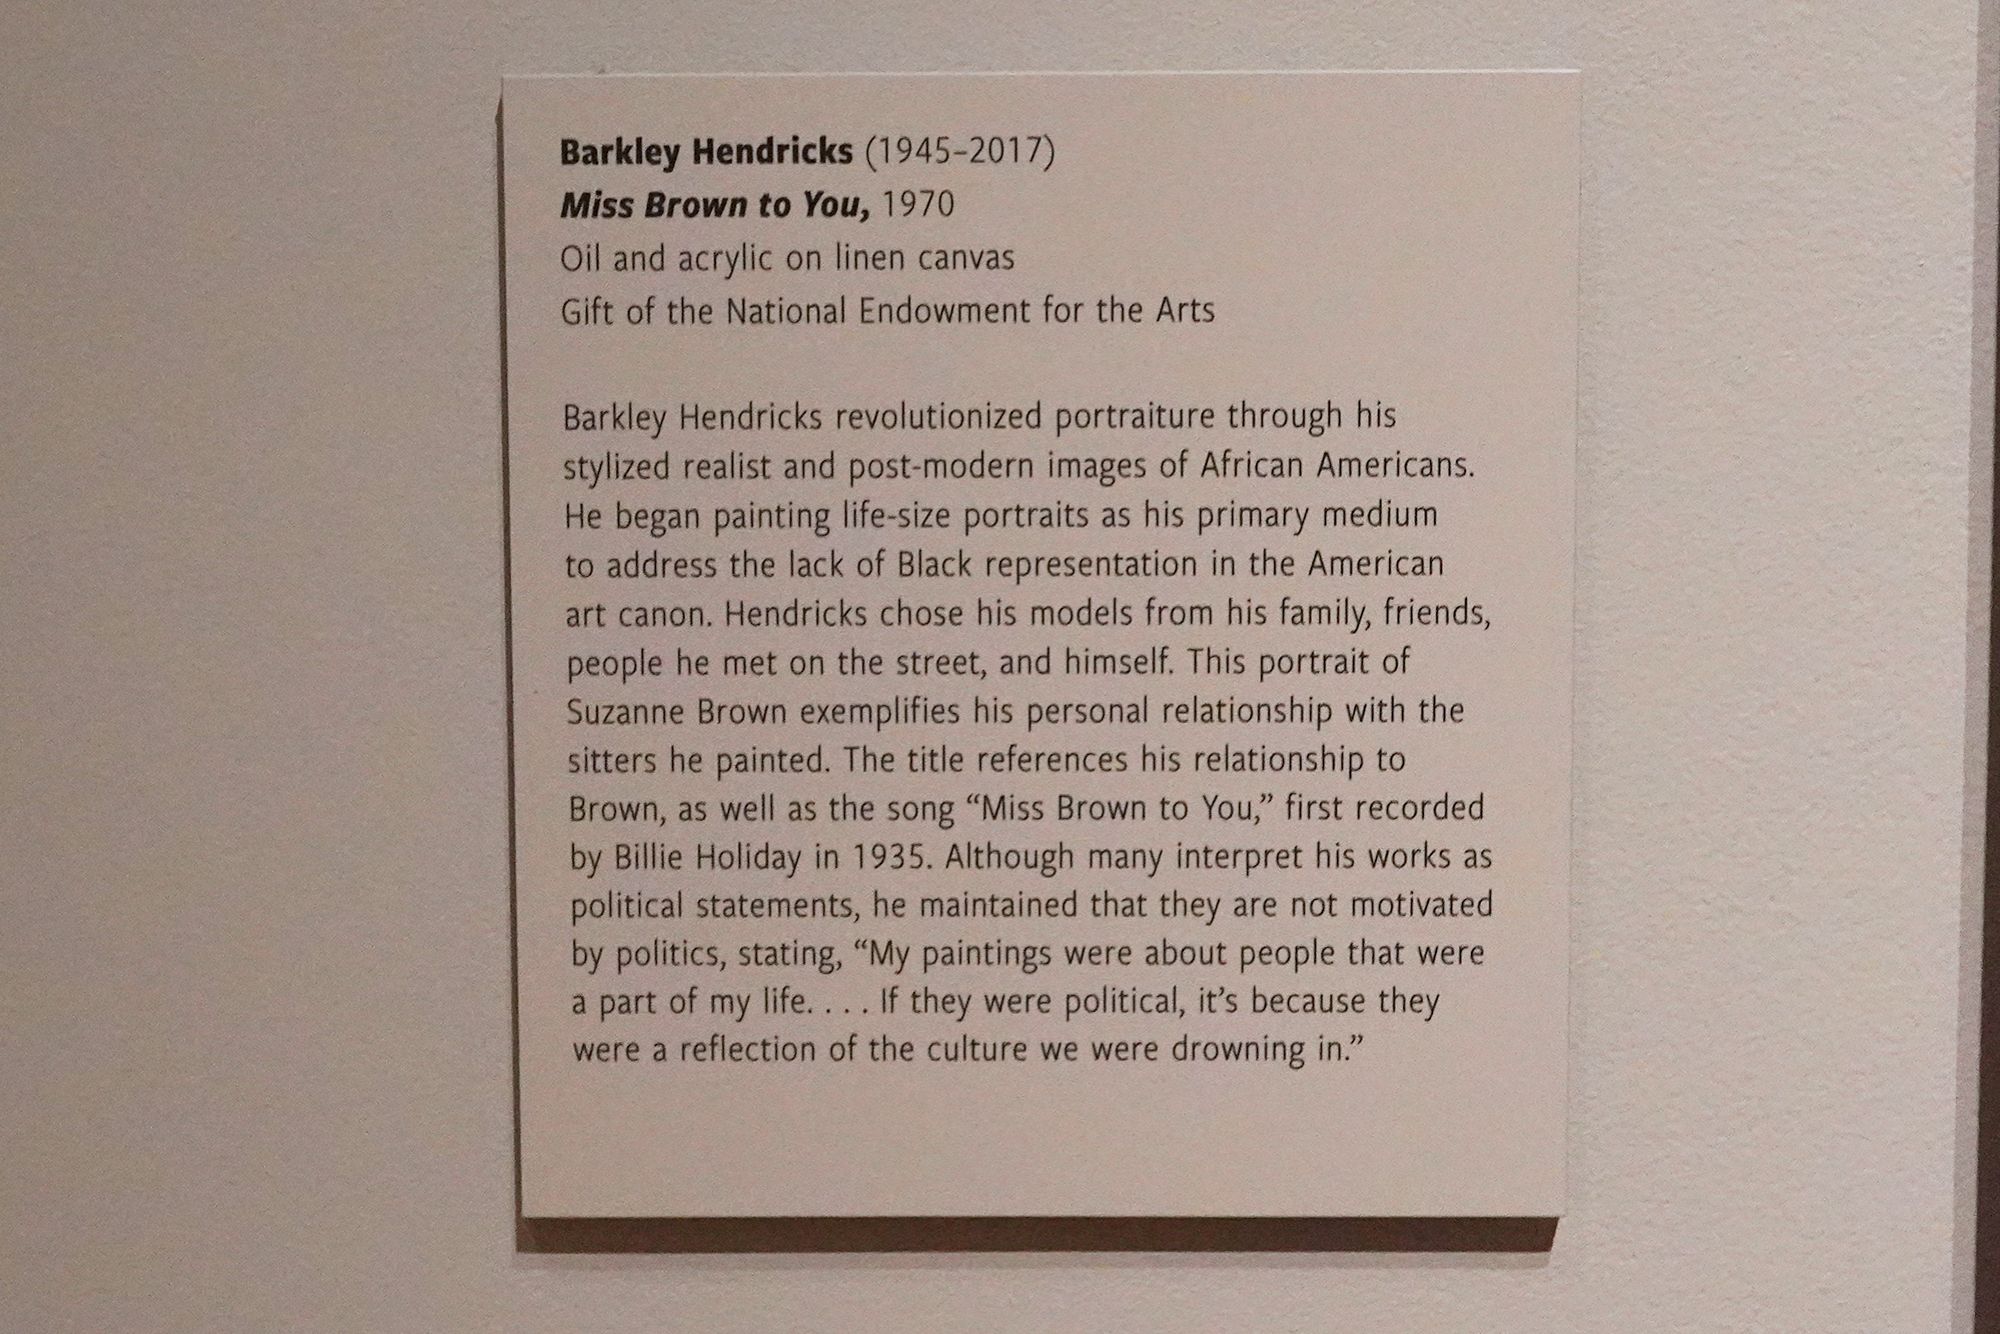 Barkley Hendricks (1945–2017)
Miss Brown to You, 1970
Oil and acrylic on linen canvas
Gift of the National Endowment for the Arts
Barkley Hendricks revolutionized portraiture through his
stylized realist and post-modern images of African Americans.
He began painting life-size portraits as his primary medium
to address the lack of Black representation in the American
art canon. Hendricks chose his models from his family, friends,
people he met on the street, and himself. This portrait of
Suzanne Brown exemplifies his personal relationship with the
sitters he painted. The title references his relationship to
Brown, as well as the song “Miss Brown to You,” first recorded
by Billie Holiday in 1935. Although many interpret his works as
political statements, he maintained that they are not motivated
by politics, stating, “My paintings were about people that were
a part of my life. . . . If they were political, it’s because they
were a reflection of the culture we were drowning in.”